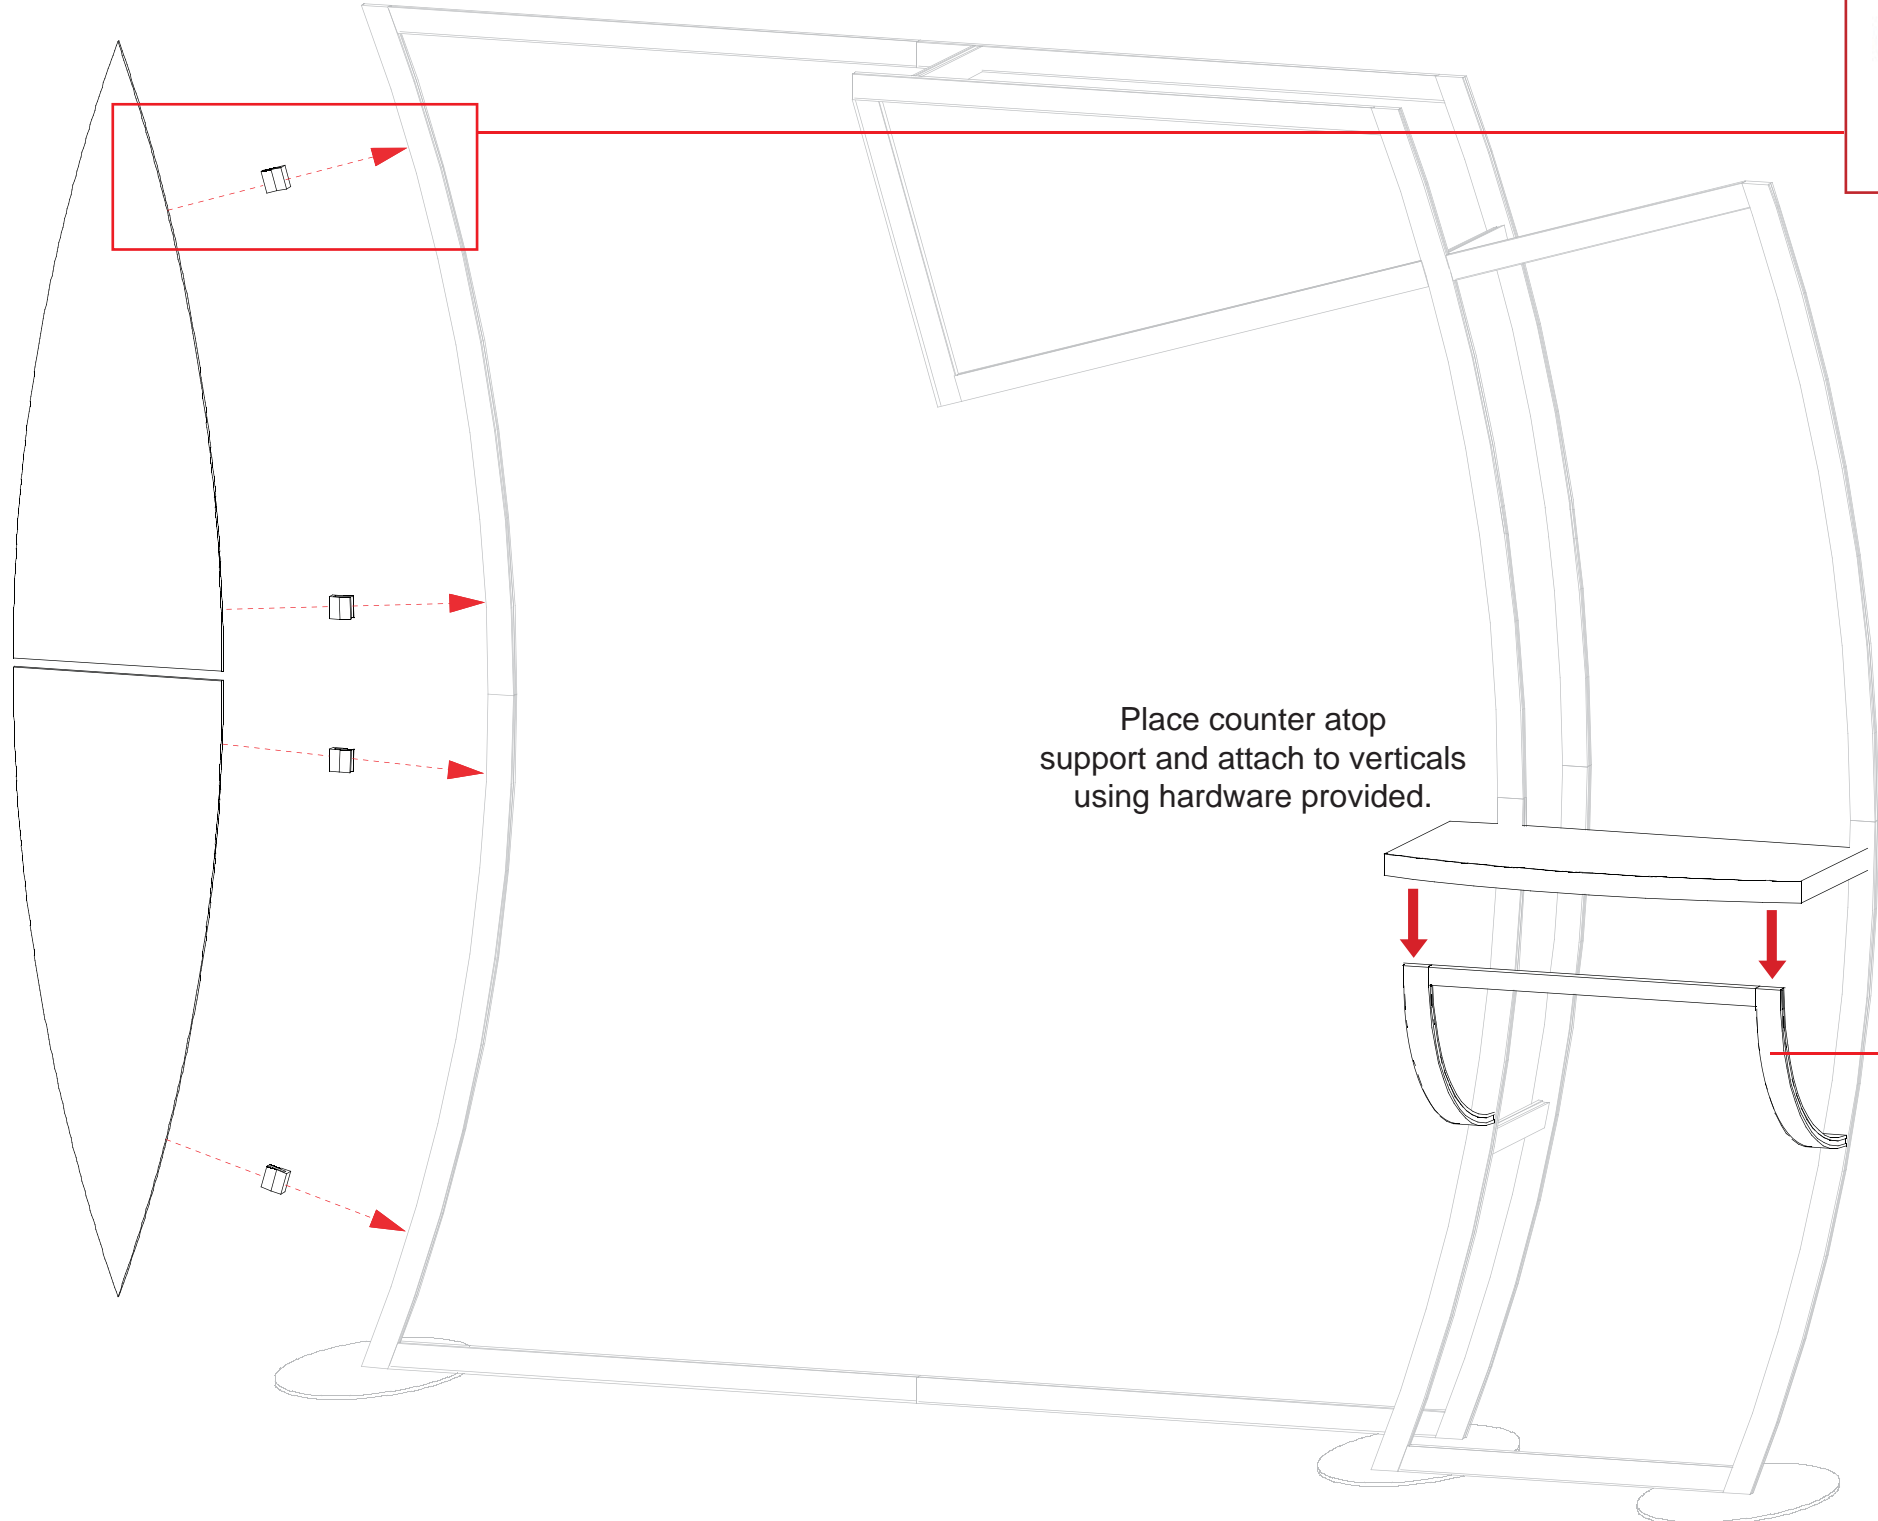 Place counter atop
support and attach to verticals
using hardware provided.